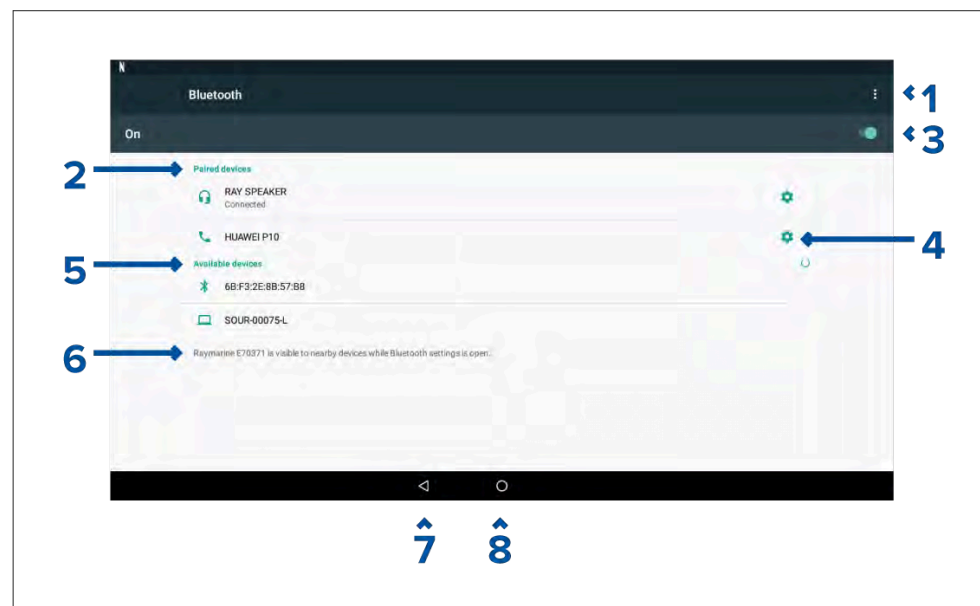 N
Bluetooth
1
On
3
2
Paired devices
RAY SPEAKER
Connected
HUAWEI P10
4
5
Available devices
6B:F3:2E:8B:57:B8
SOUR-00075-L
6
Raymarine E70371 is visible to nearby devices while Bluetooth settings is open.
7
8